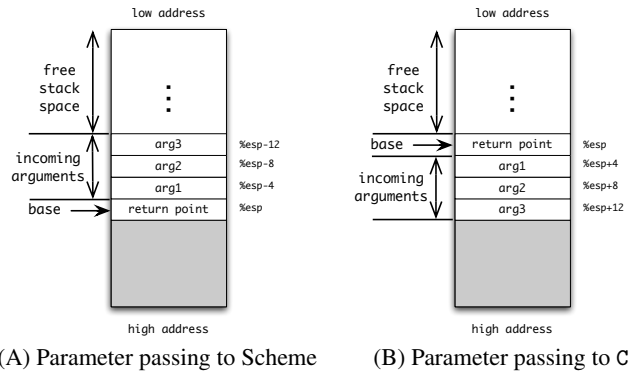 low address
free
stack
space
incoming
arguments
arg3 %esp-12
arg2 %esp-8
arg1 %esp-4
base return point %esp
high address
(A) Parameter passing to Scheme
low address
free
stack
space
base return point %esp
incoming
arguments
arg1 %esp+4
arg2 %esp+8
arg3 %esp+12
high address
(B) Parameter passing to C